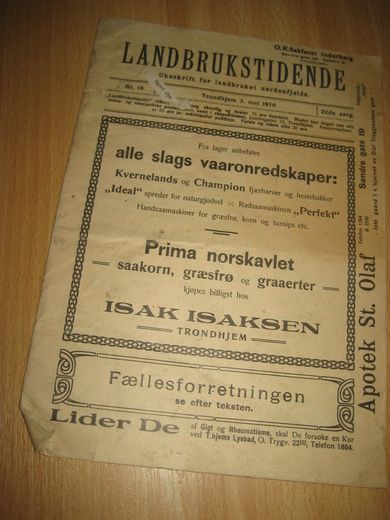 O.R.Sakfører Inderberg
LANDBRUKSTIDENDE
Ukeskrift for landbruket nordenfjelds.
Nr. 18
Trondhjem 3. mai 1916
22de aarg.
Fra lager anbefales
alle slags vaaronredskaper:
Kvernelands og Champion fjærharver og hestehakker
„Ideal" spreder for naturgjødsel :-: Radsaamaskinen „Perfekt"
Handsaamaskiner for græsfrø, korn og turnips etc.
Prima norskavlet
saakorn, græsfrø og graaerter
kjøpes billigst hos
ISAK ISAKSEN
TRONDHJEM
Fællesforretningen
se efter teksten.
Lider De
af Gigt og Rheumatisme, skal De forsøke en Kur
ved T.hjems Lysbad, O. Trygv. 22III, Telefon 1864.
Apotek St. Olaf
Søndre gate 19